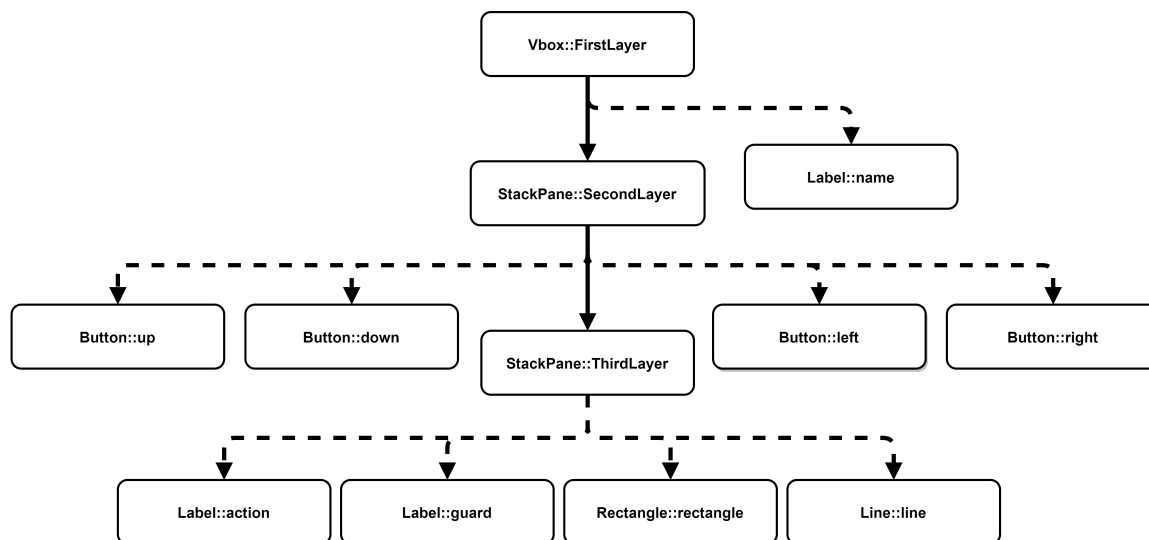 Vbox::FirstLayer
Label::name
StackPane::SecondLayer
Button::up
Button::down
Button::left
Button::right
StackPane::ThirdLayer
Label::action
Label::guard
Rectangle::rectangle
Line::line